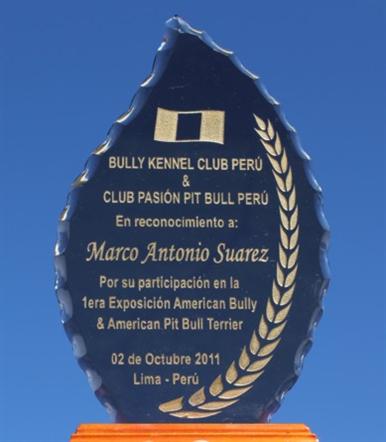 BULLY KENNEL CLUB PERÚ
&
CLUB PASIÓN PIT BULL PERÚ
En reconocimiento a:
Marco Antonio Suarez
Por su participación en la
1era Exposición American Bully
& American Pit Bull Terrier
02 de Octubre 2011
Lima - Perú